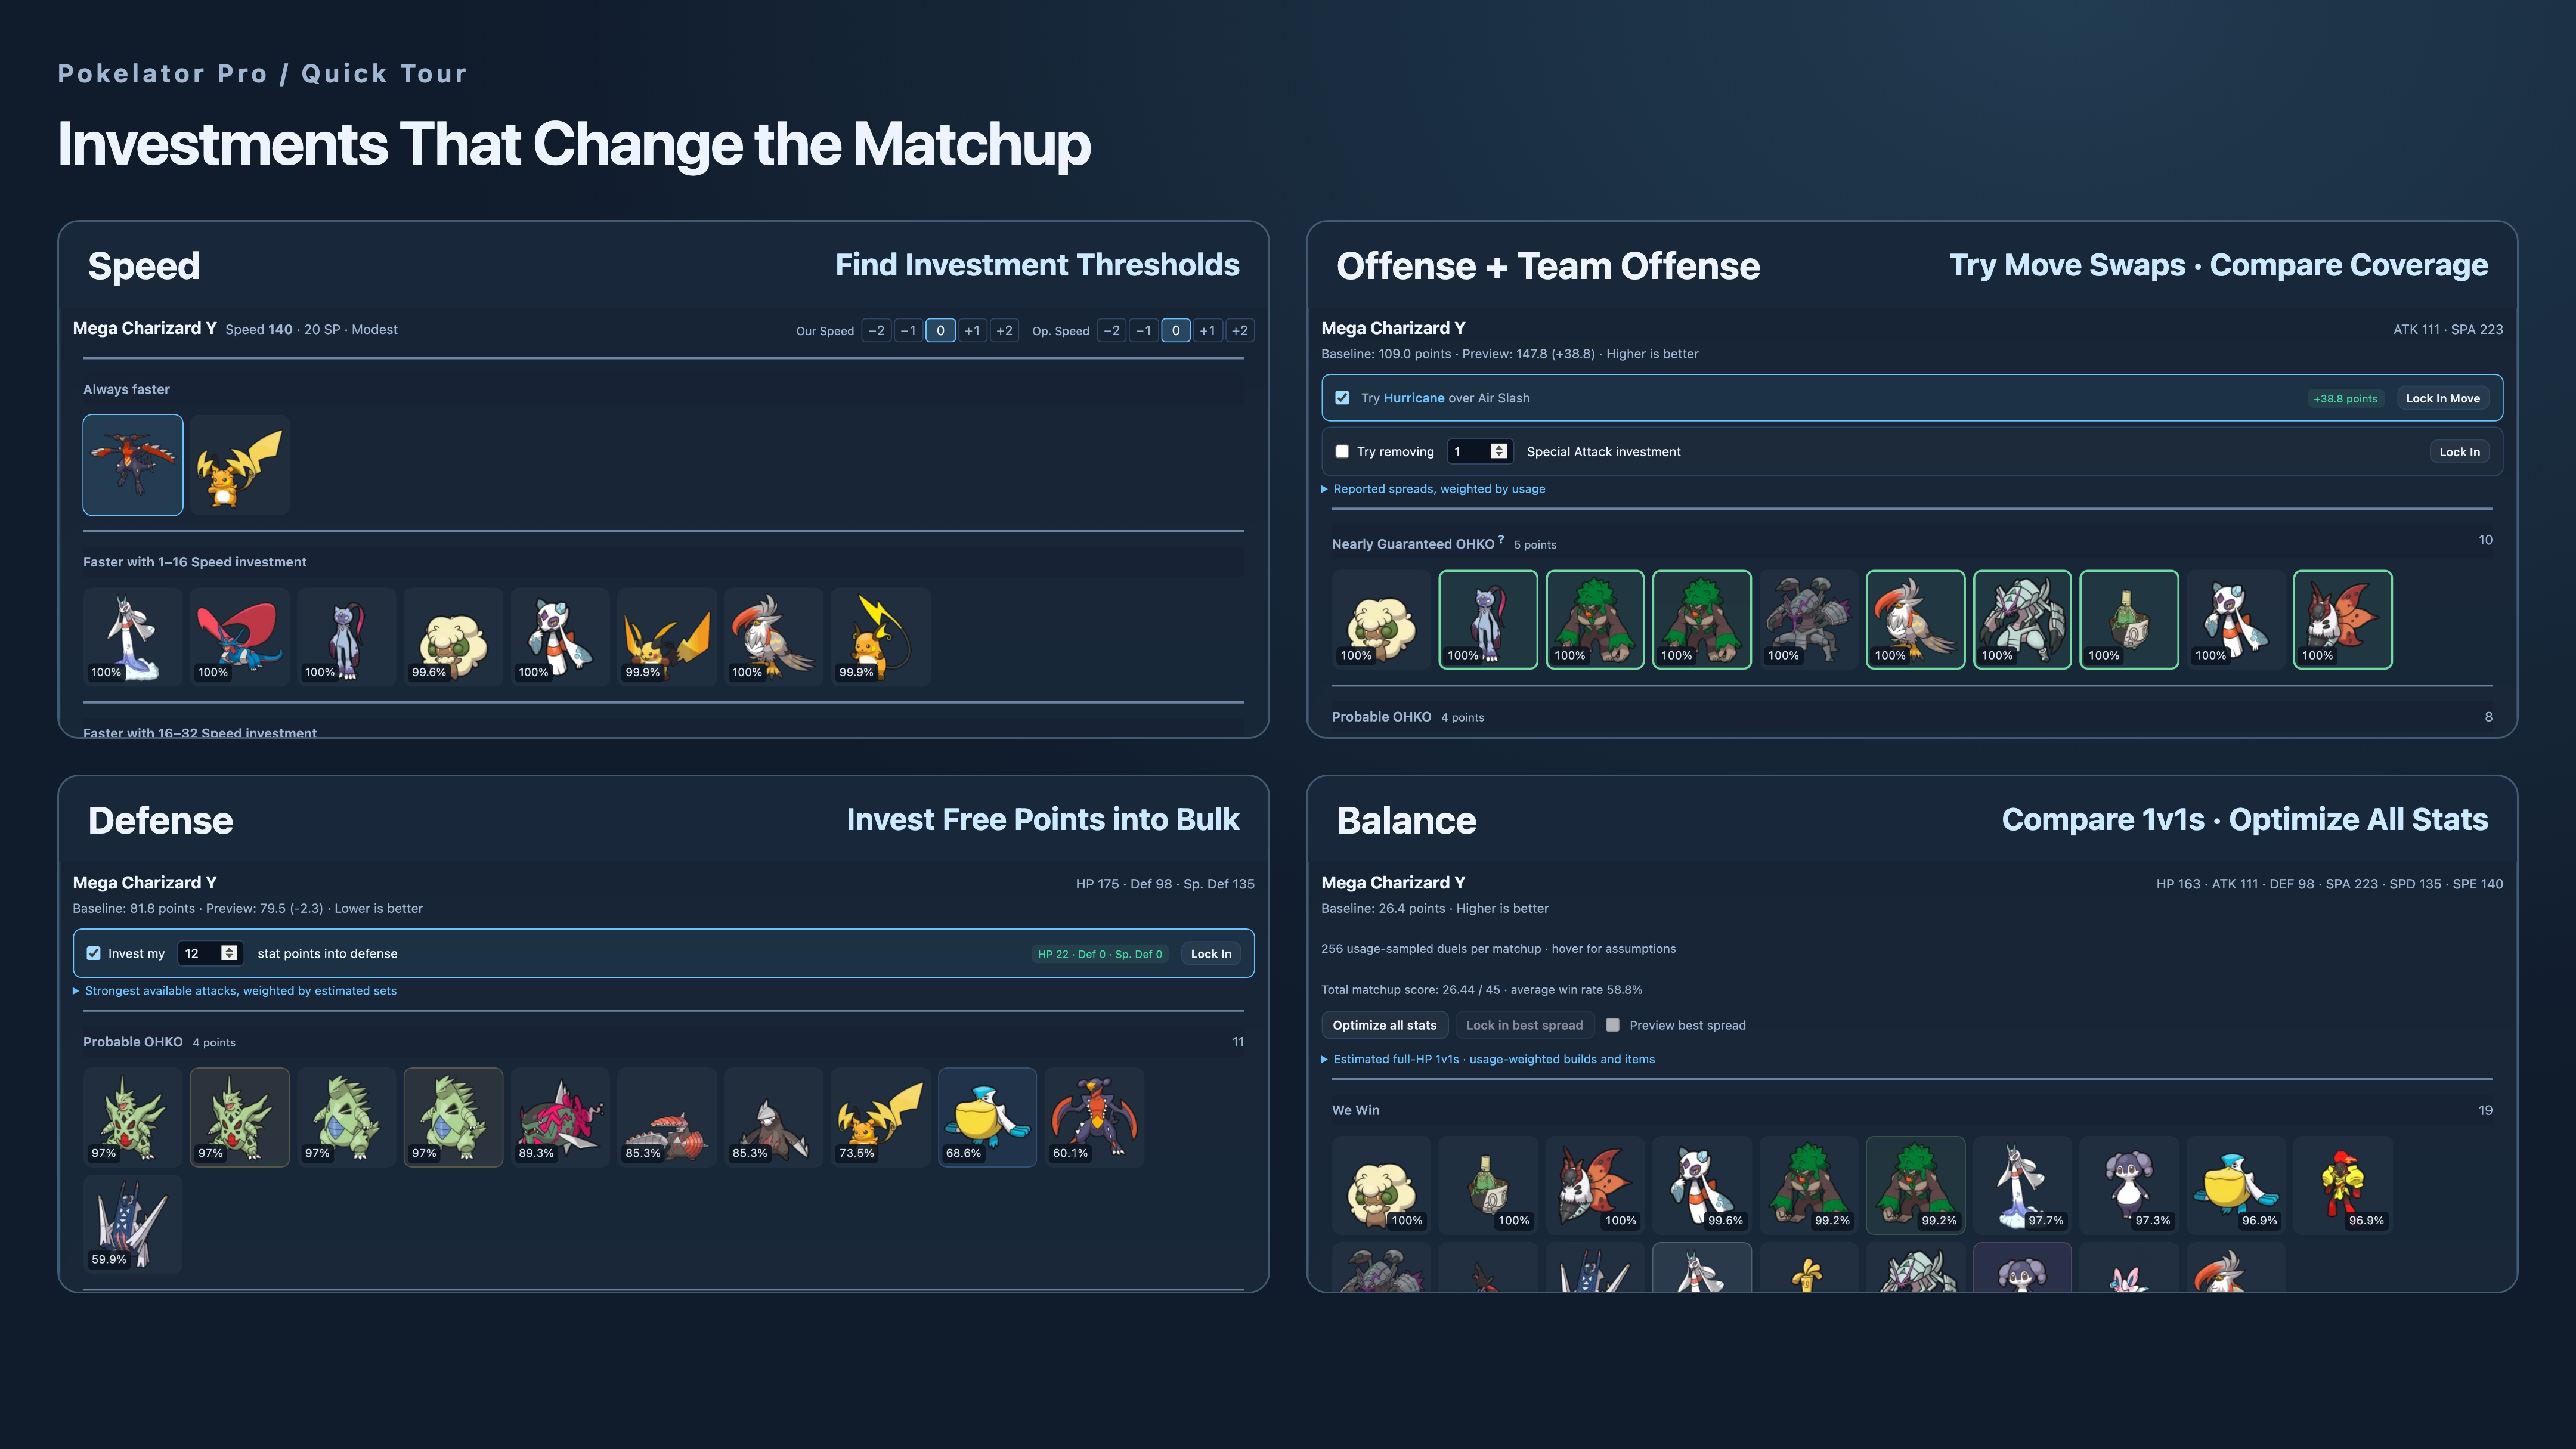 Pokelator Pro / Quick Tour
Investments That Change the Matchup
Speed
Find Investment Thresholds
Mega Charizard Y Speed 140 · 20 SP · Modest
Our Speed −2 −1 0 +1 +2 Op. Speed −2 −1 0 +1 +2
Always faster
Faster with 1–16 Speed investment
100% 100% 100% 99.6% 100% 99.9% 100% 99.9%
Faster with 16–32 Speed investment
Offense + Team Offense
Try Move Swaps · Compare Coverage
Mega Charizard Y
ATK 111 · SPA 223
Baseline: 109.0 points · Preview: 147.8 (+38.8) · Higher is better
Try Hurricane over Air Slash
+38.8 points
Lock In Move
Try removing 1 Special Attack investment
Lock In
Reported spreads, weighted by usage
Nearly Guaranteed OHKO ? 5 points
10
100% 100% 100% 100% 100% 100% 100% 100% 100% 100%
Probable OHKO 4 points
8
Defense
Invest Free Points into Bulk
Mega Charizard Y
HP 175 · Def 98 · Sp. Def 135
Baseline: 81.8 points · Preview: 79.5 (-2.3) · Lower is better
Invest my 12 stat points into defense
HP 22 · Def 0 · Sp. Def 0
Lock In
Strongest available attacks, weighted by estimated sets
Probable OHKO 4 points
11
97% 97% 97% 97% 89.3% 85.3% 85.3% 73.5% 68.6% 60.1%
59.9%
Balance
Compare 1v1s · Optimize All Stats
Mega Charizard Y
HP 163 · ATK 111 · DEF 98 · SPA 223 · SPD 135 · SPE 140
Baseline: 26.4 points · Higher is better
256 usage-sampled duels per matchup · hover for assumptions
Total matchup score: 26.44 / 45 · average win rate 58.8%
Optimize all stats
Lock in best spread
Preview best spread
Estimated full-HP 1v1s · usage-weighted builds and items
We Win
19
100% 100% 100% 99.6% 99.2% 99.2% 97.7% 97.3% 96.9% 96.9%